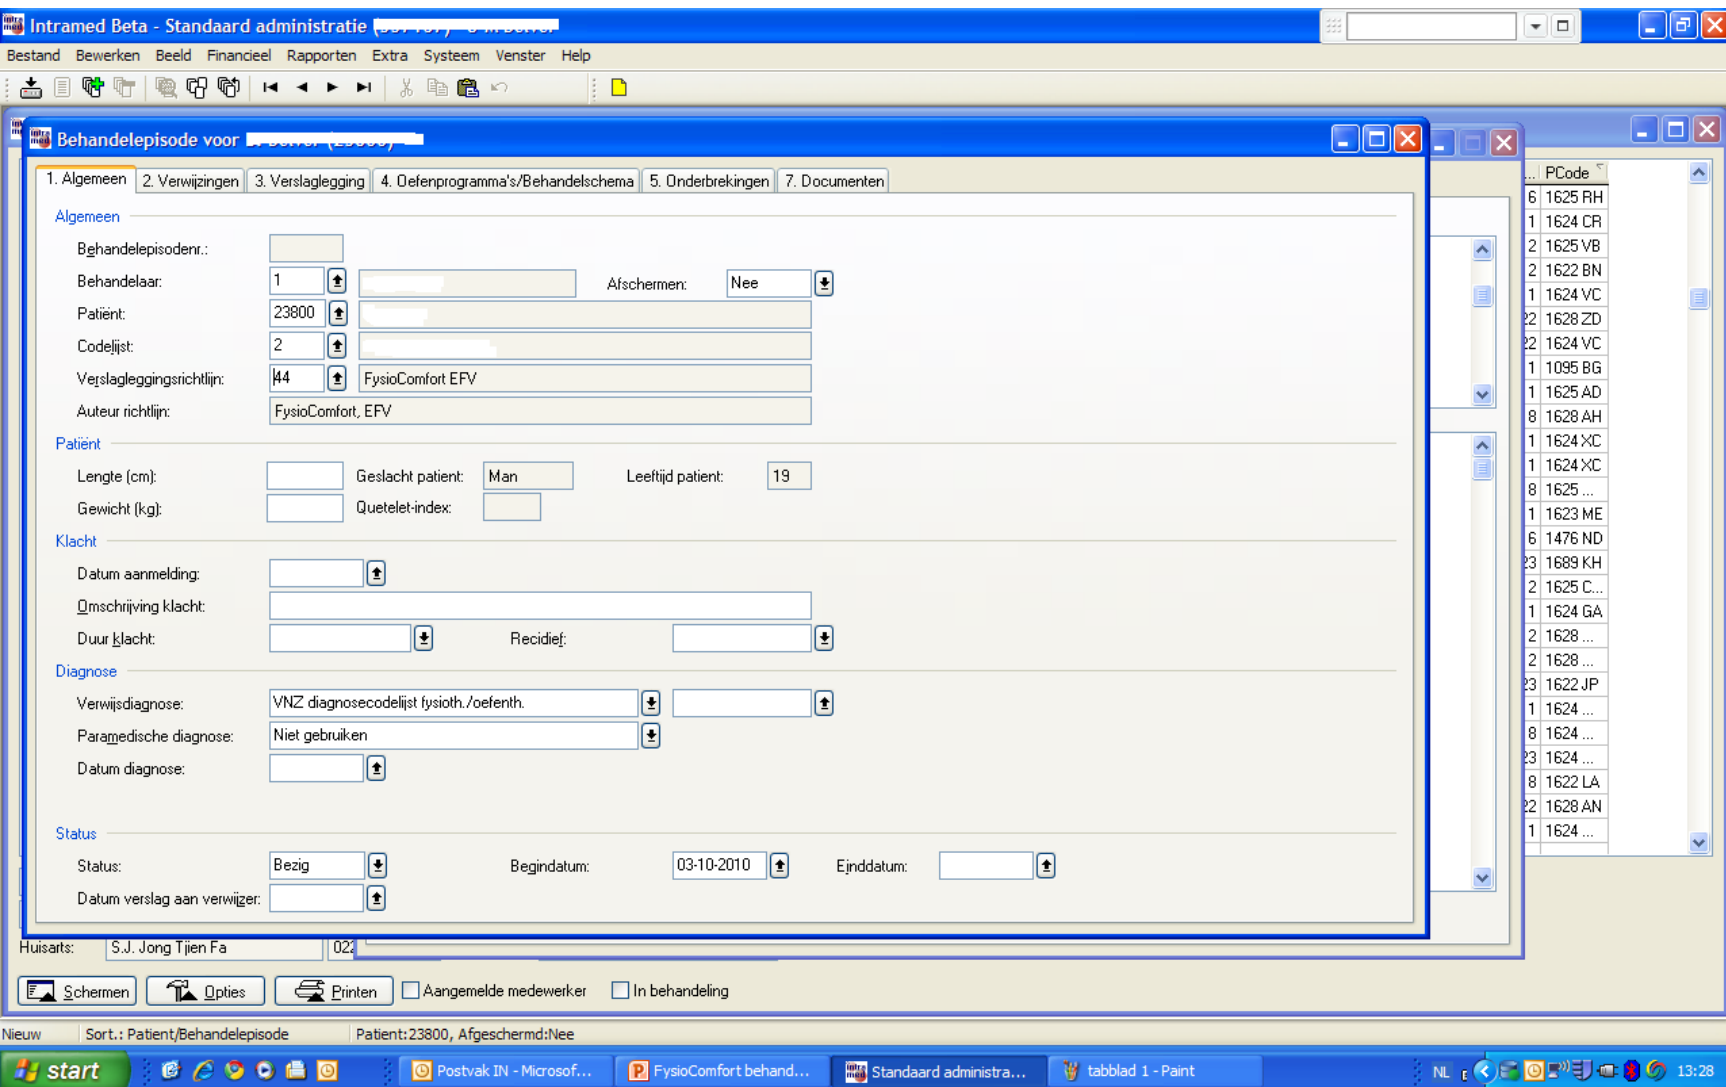 Intramed Beta - Standaard administratie
Bestand Bewerken Beeld Financieel Rapporten Extra Systeem Venster Help
Behandelepisode voor
1. Algemeen 2. Verwijzingen 3. Verslaglegging 4. Oefenprogramma's/Behandelschema 5. Onderbrekingen 7. Documenten
Algemeen
Behandelepisodenr.:
Behandelaar: 1 Afschermen: Nee
Patiënt: 23800
Codelijst: 2
Verslagleggingsrichtlijn: 44 FysioComfort EFV
Auteur richtlijn: FysioComfort, EFV
Patiënt
Lengte (cm): Geslacht patient: Man Leeftijd patient: 19
Gewicht (kg): Quetelet-index:
Klacht
Datum aanmelding:
Omschrijving klacht:
Duur klacht: Recidief:
Diagnose
Verwijsdiagnose: VNZ diagnosecodelijst fysioth./oefenth.
Paramedische diagnose: Niet gebruiken
Datum diagnose:
Status
Status: Bezig Begindatum: 03-10-2010 Einddatum:
Datum verslag aan verwijzer:
... PCode
6 1625 RH
1 1624 CR
2 1625 VB
2 1622 BN
1 1624 VC
22 1628 ZD
22 1624 VC
1 1095 BG
1 1625 AD
8 1628 AH
1 1624 XC
1 1624 XC
8 1625 ...
1 1623 ME
6 1476 ND
23 1689 KH
2 1625 C...
1 1624 GA
2 1628 ...
2 1628 ...
23 1622 JP
1 1624 ...
8 1624 ...
23 1624 ...
8 1622 LA
22 1628 AN
1 1624 ...
Huisarts: S.J. Jong Tjien Fa 022
Schermen Opties Printen Aangemelde medewerker In behandeling
Nieuw Sort.: Patient/Behandelepisode Patient:23800, Afgeschermd:Nee
start Postvak IN - Microsof... FysioComfort behand... Standaard administra... tabblad 1 - Paint NL 13:28